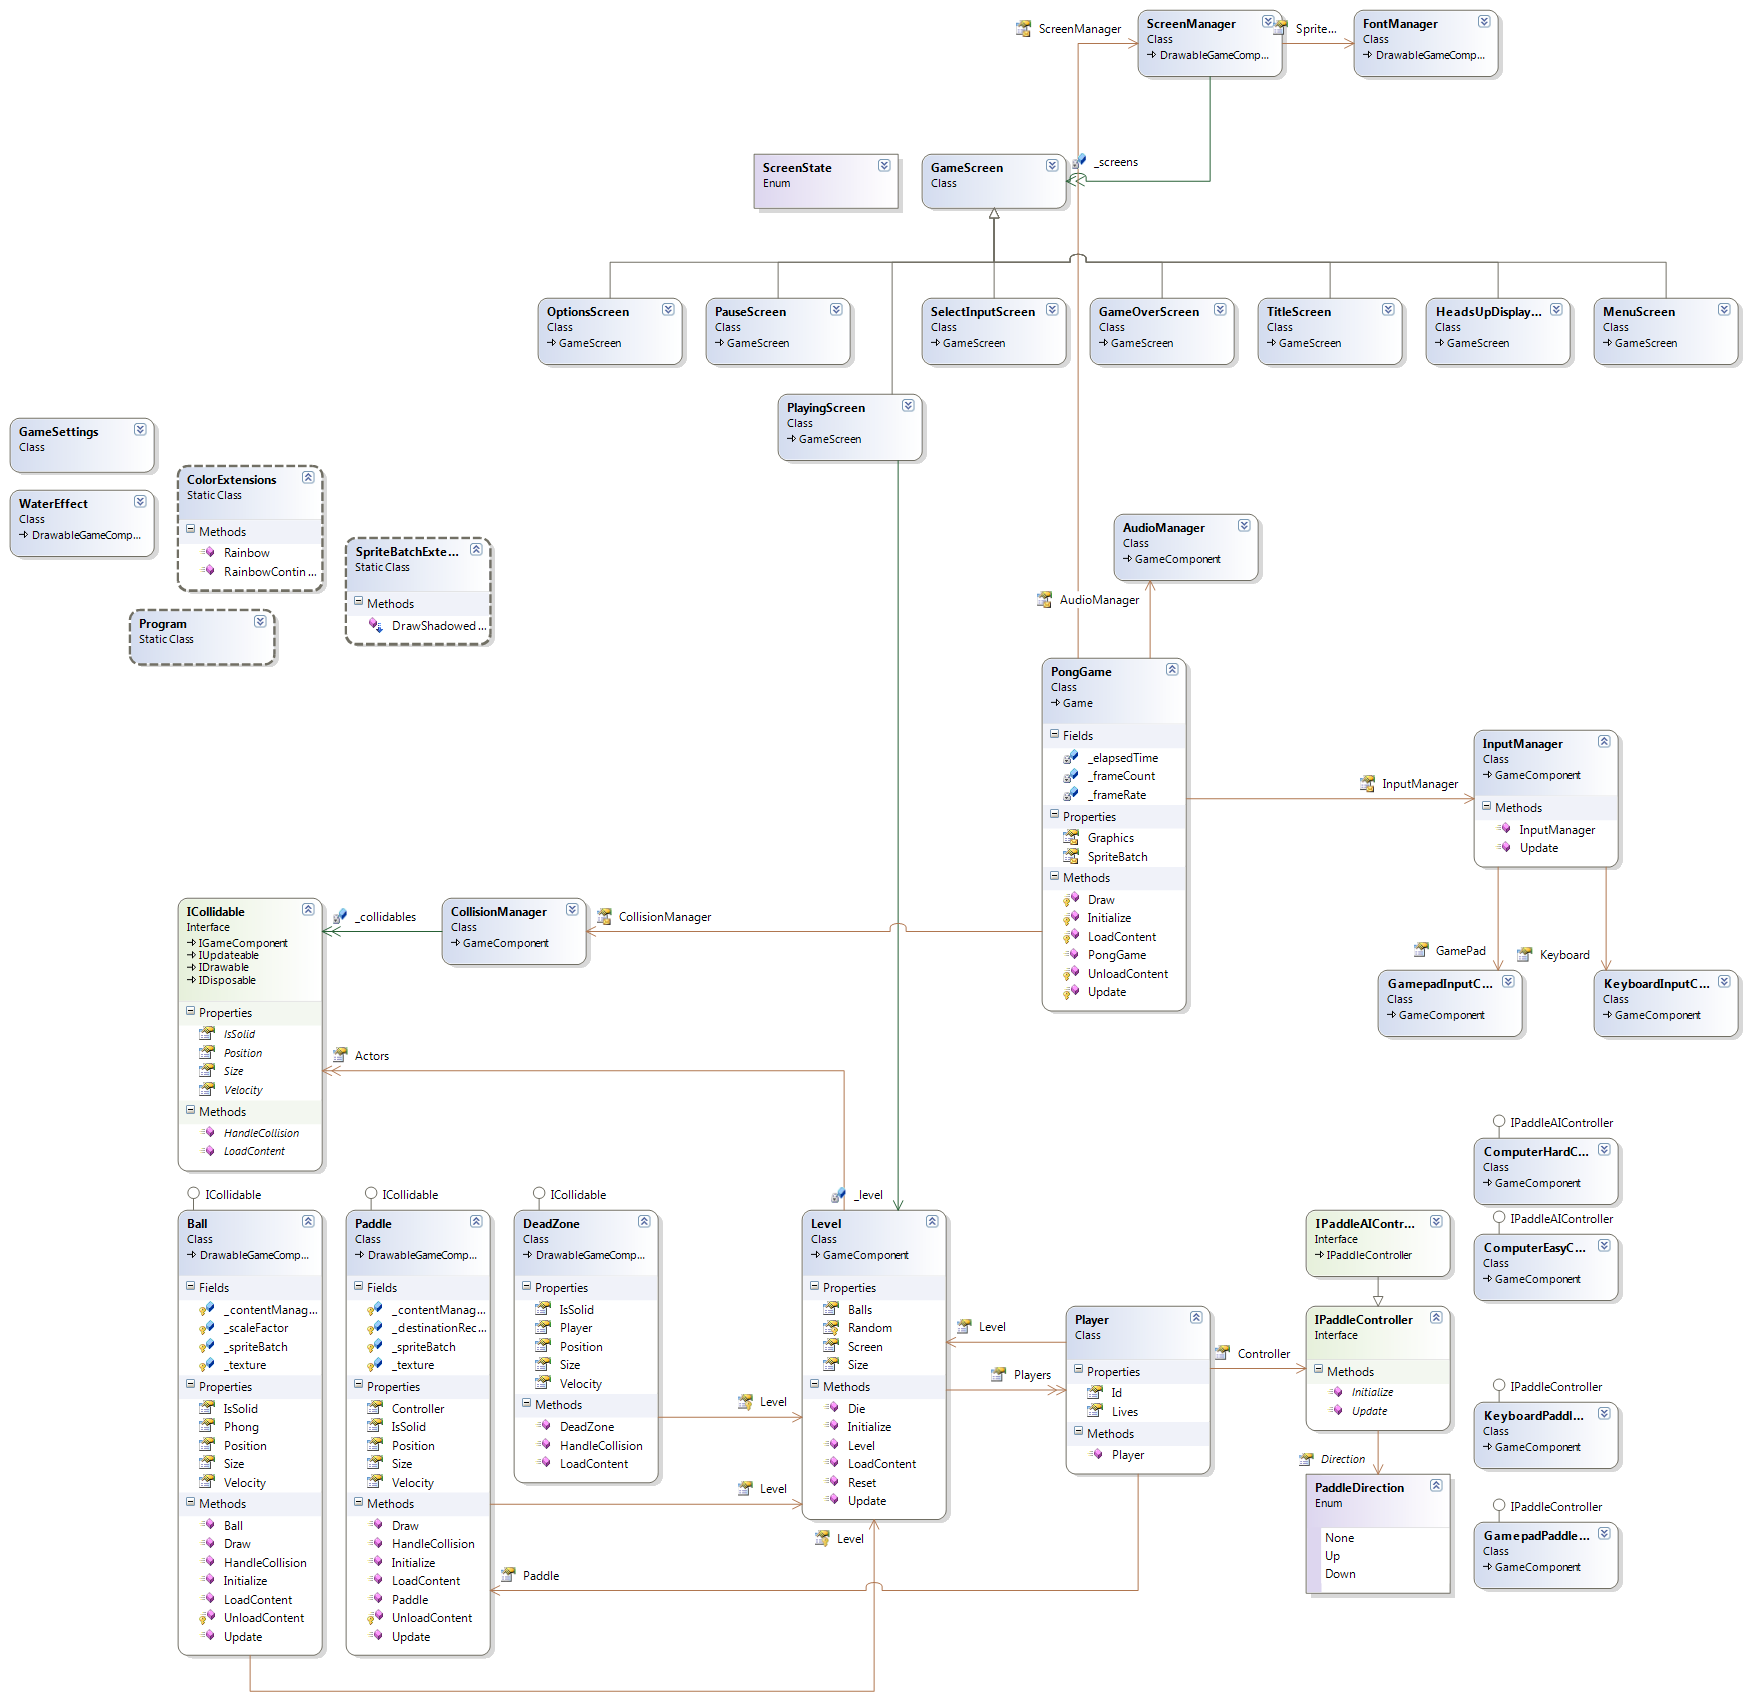 ScreenManager
ScreenManager
Class
DrawableGameComp...
Sprite...
FontManager
Class
DrawableGameComp...
ScreenState
Enum
GameScreen
Class
_screens
OptionsScreen
Class
GameScreen
PauseScreen
Class
GameScreen
SelectInputScreen
Class
GameScreen
GameOverScreen
Class
GameScreen
TitleScreen
Class
GameScreen
HeadsUpDisplay...
Class
GameScreen
MenuScreen
Class
GameScreen
PlayingScreen
Class
GameScreen
GameSettings
Class
WaterEffect
Class
DrawableGameComp...
ColorExtensions
Static Class
Methods
Rainbow
RainbowContin...
SpriteBatchExte...
Static Class
Methods
DrawShadowed...
Program
Static Class
AudioManager
Class
GameComponent
AudioManager
PongGame
Class
Game
Fields
_elapsedTime
_frameCount
_frameRate
Properties
Graphics
SpriteBatch
Methods
Draw
Initialize
LoadContent
PongGame
UnloadContent
Update
InputManager
InputManager
Class
GameComponent
Methods
InputManager
Update
GamePad
Keyboard
GamepadInputC...
Class
GameComponent
KeyboardInputC...
Class
GameComponent
ICollidable
Interface
IGameComponent
IUpdateable
IDrawable
IDisposable
Properties
IsSolid
Position
Size
Velocity
Methods
HandleCollision
LoadContent
_collidables
CollisionManager
Class
GameComponent
CollisionManager
Actors
ICollidable
Ball
Class
DrawableGameComp...
Fields
_contentManag...
_scaleFactor
_spriteBatch
_texture
Properties
IsSolid
Phong
Position
Size
Velocity
Methods
Ball
Draw
HandleCollision
Initialize
LoadContent
UnloadContent
Update
ICollidable
Paddle
Class
DrawableGameComp...
Fields
_contentManag...
_destinationRec...
_spriteBatch
_texture
Properties
Controller
IsSolid
Position
Size
Velocity
Methods
Draw
HandleCollision
Initialize
LoadContent
Paddle
UnloadContent
Update
ICollidable
DeadZone
Class
DrawableGameComp...
Properties
IsSolid
Player
Position
Size
Velocity
Methods
DeadZone
HandleCollision
LoadContent
Level
Level
Level
Paddle
_level
Level
Class
GameComponent
Properties
Balls
Random
Screen
Size
Methods
Die
Initialize
Level
LoadContent
Reset
Update
Level
Players
Player
Class
Properties
Id
Lives
Methods
Player
Controller
IPaddleAIContr...
Interface
IPaddleController
IPaddleController
Interface
Methods
Initialize
Update
Direction
PaddleDirection
Enum
None
Up
Down
IPaddleAIController
ComputerHardC...
Class
GameComponent
IPaddleAIController
ComputerEasyC...
Class
GameComponent
IPaddleController
KeyboardPaddl...
Class
GameComponent
IPaddleController
GamepadPaddle...
Class
GameComponent